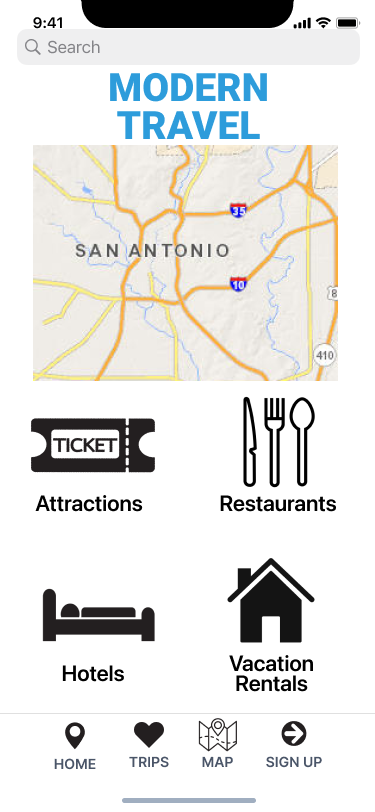 9:41
Search
MODERN
TRAVEL
35
SAN ANTONIO
10
8
410
TICKET
Attractions
Restaurants
Hotels
Vacation
Rentals
HOME
TRIPS
MAP
SIGN UP